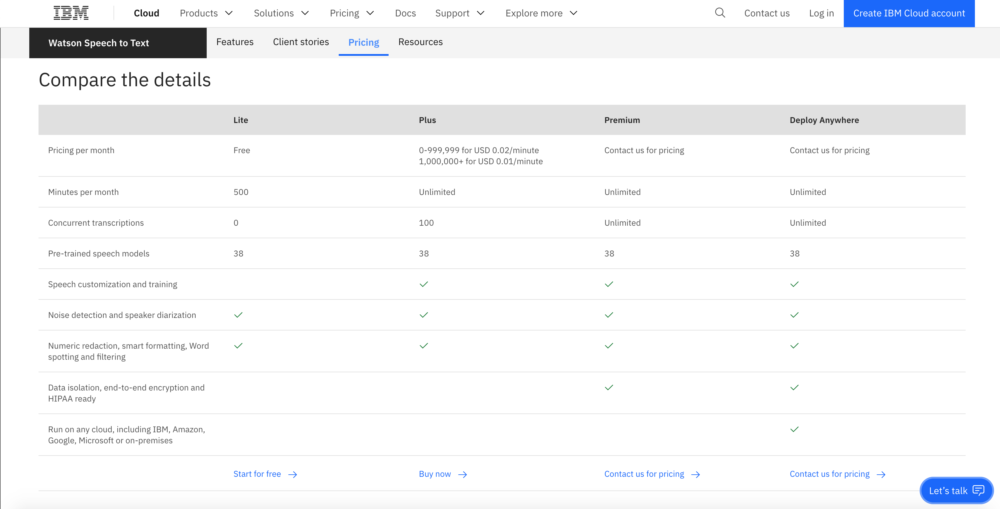 IBM Cloud Products Solutions Pricing Docs Support Explore more Contact us Log in Create IBM Cloud account
Watson Speech to Text Features Client stories Pricing Resources
Compare the details
Lite Plus Premium Deploy Anywhere
Pricing per month Free 0-999,999 for USD 0.02/minute Contact us for pricing Contact us for pricing
1,000,000+ for USD 0.01/minute
Minutes per month 500 Unlimited Unlimited Unlimited
Concurrent transcriptions 0 100 Unlimited Unlimited
Pre-trained speech models 38 38 38 38
Speech customization and training
Noise detection and speaker diarization
Numeric redaction, smart formatting, Word
spotting and filtering
Data isolation, end-to-end encryption and
HIPAA ready
Run on any cloud, including IBM, Amazon,
Google, Microsoft or on-premises
Start for free Buy now Contact us for pricing Contact us for pricing
Let’s talk